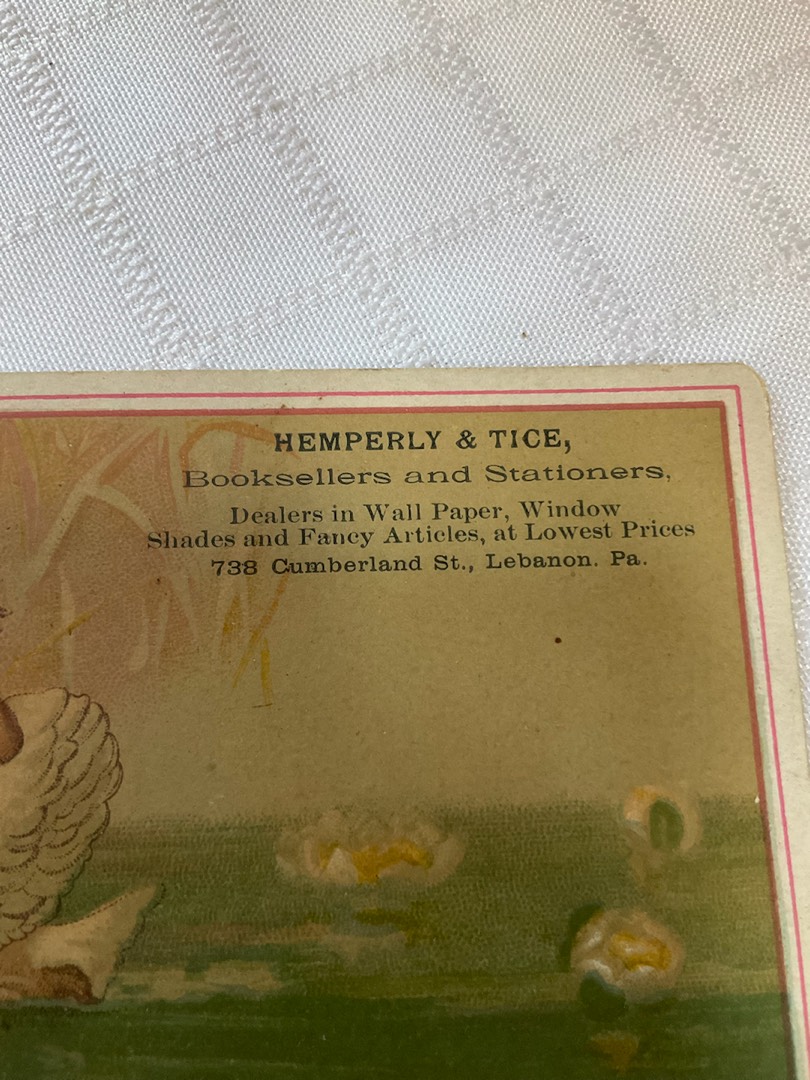 HEMPERLY & TICE,
Booksellers and Stationers,
Dealers in Wall Paper, Window
Shades and Fancy Articles, at Lowest Prices
738 Cumberland St., Lebanon. Pa.